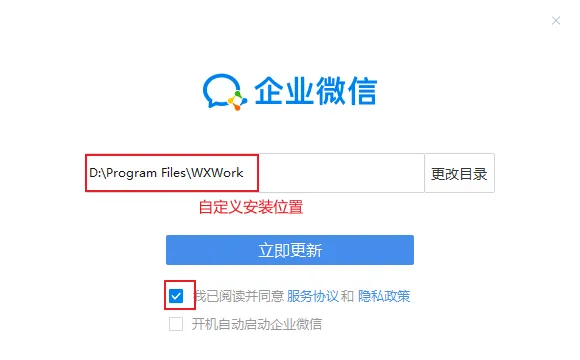 企业微信
D:\Program Files\WXWork
更改目录
自定义安装位置
立即更新
我已阅读并同意 服务协议和 隐私政策
开机自动启动企业微信